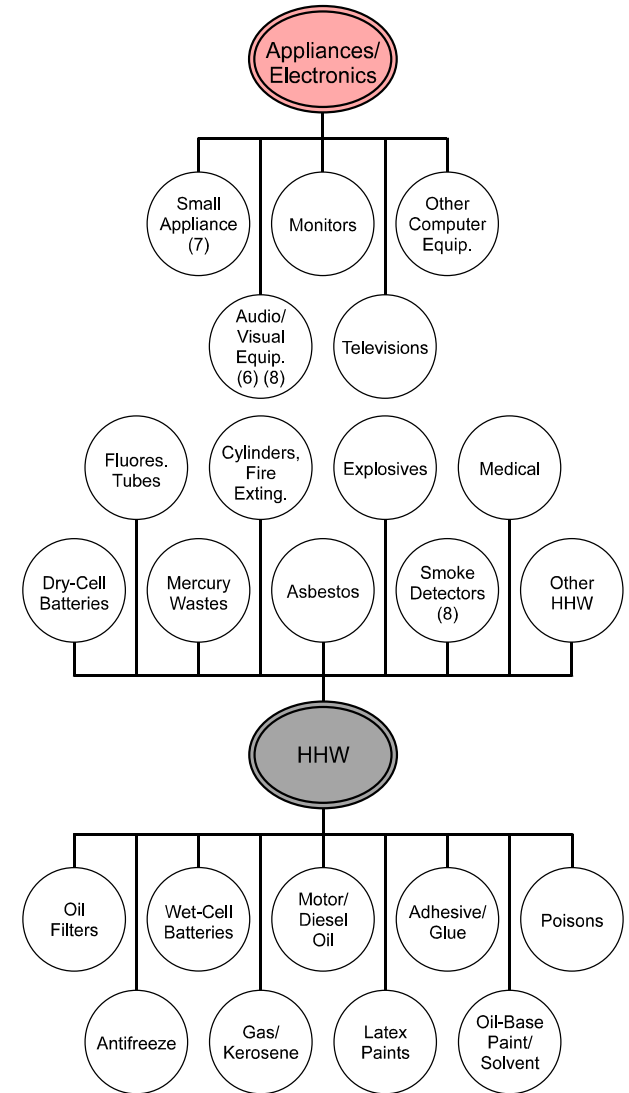 Appliances/
Electronics
Small
Appliance
(7)
Monitors
Other
Computer
Equip.
Audio/
Visual
Equip.
(6) (8)
Televisions
Fluores.
Tubes
Cylinders,
Fire
Exting.
Explosives
Medical
Dry-Cell
Batteries
Mercury
Wastes
Asbestos
Smoke
Detectors
(8)
Other
HHW
HHW
Oil
Filters
Wet-Cell
Batteries
Motor/
Diesel
Oil
Adhesive/
Glue
Poisons
Antifreeze
Gas/
Kerosene
Latex
Paints
Oil-Base
Paint/
Solvent